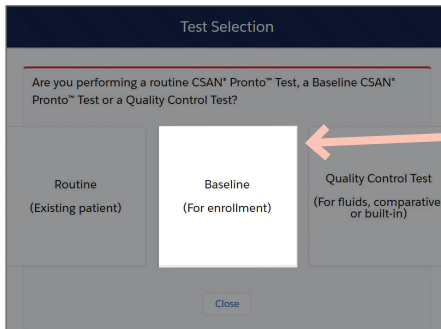 Test Selection
Are you performing a routine CSAN® Pronto™ Test, a Baseline CSAN®
Pronto™ Test or a Quality Control Test?
Routine
(Existing patient)
Baseline
(For enrollment)
Quality Control Test
(For fluids, comparative
or built-in)
Close